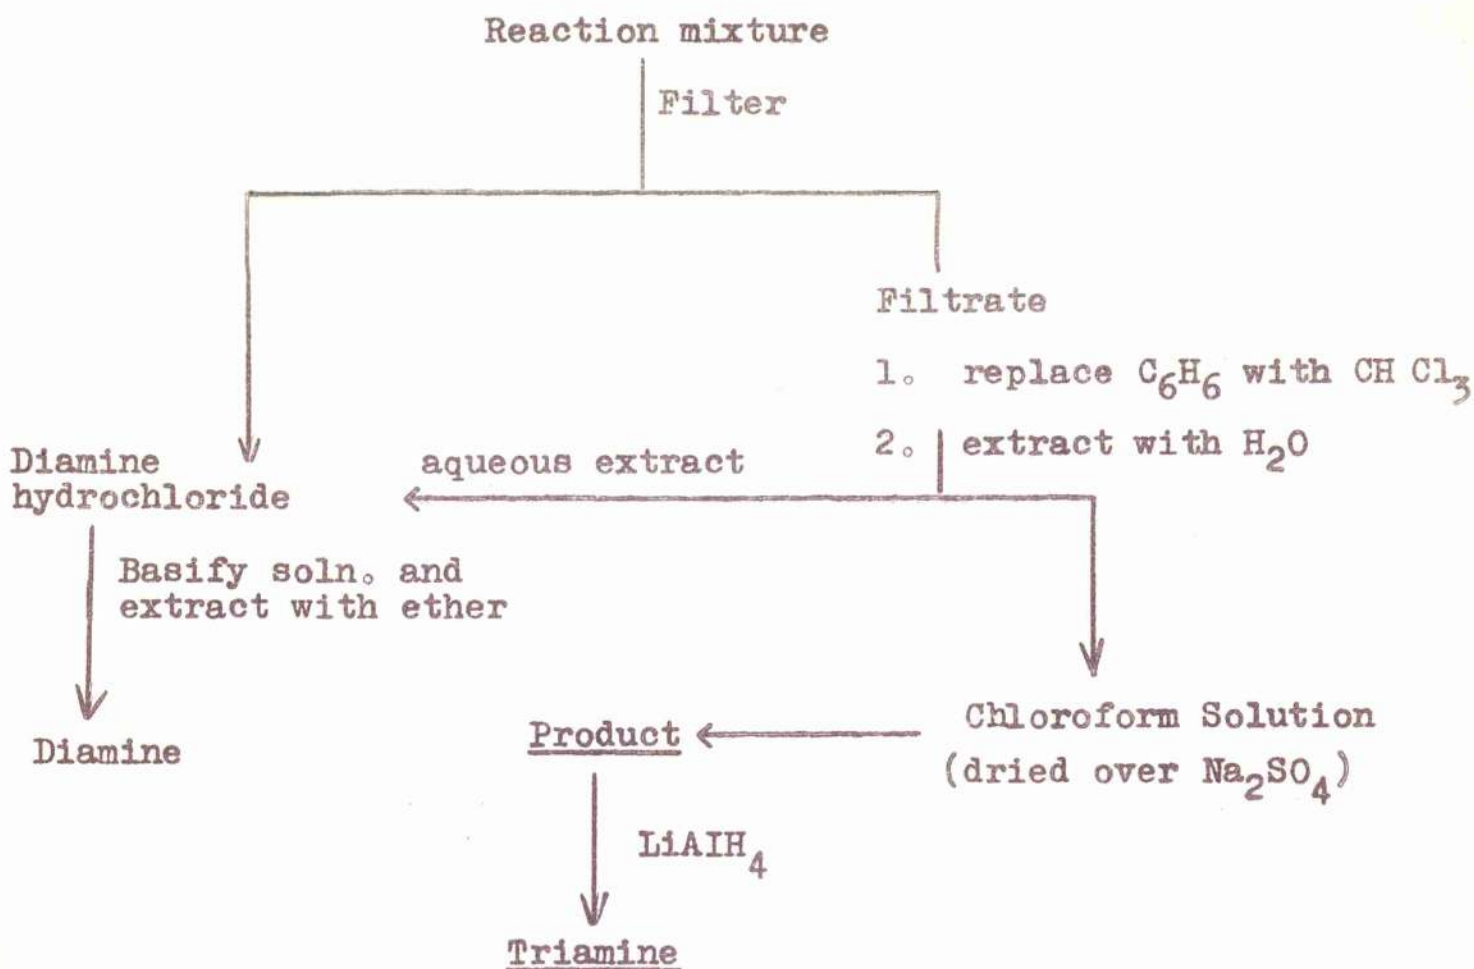 Reaction mixture
Filter
Filtrate
1. replace C₆H₆ with CH Cl₃
2. extract with H₂O
aqueous extract
Diamine
hydrochloride
Basify soln. and
extract with ether
Diamine
Chloroform Solution
(dried over Na₂SO₄)
Product
LiAIH₄
Triamine